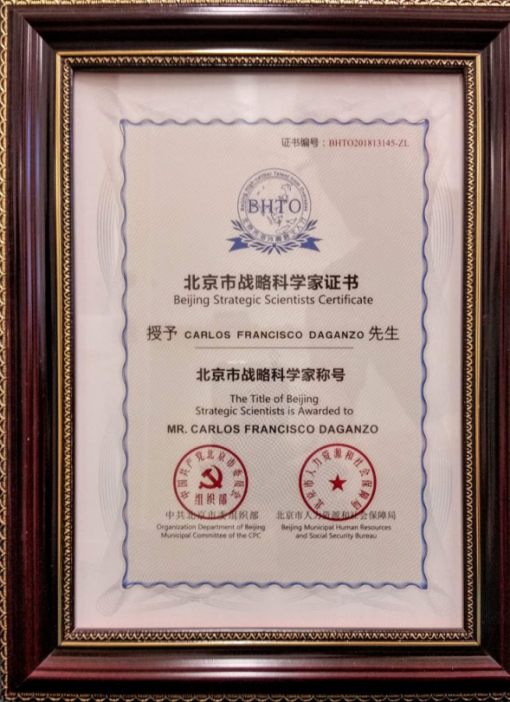 证书编号：BHTO201813145-ZL
BHTO
北京市战略科学家证书
Beijing Strategic Scientists Certificate
授予 CARLOS FRANCISCO DAGANZO 先生
北京市战略科学家称号
The Title of Beijing
Strategic Scientists is Awarded to
MR. CARLOS FRANCISCO DAGANZO
中国共产党北京市委员会
组织部
北京市人力资源和社会保障局
中共北京市委组织部
Organization Department of Beijing
Municipal Committee of the CPC
北京市人力资源和社会保障局
Beijing Municipal Human Resources
and Social Security Bureau